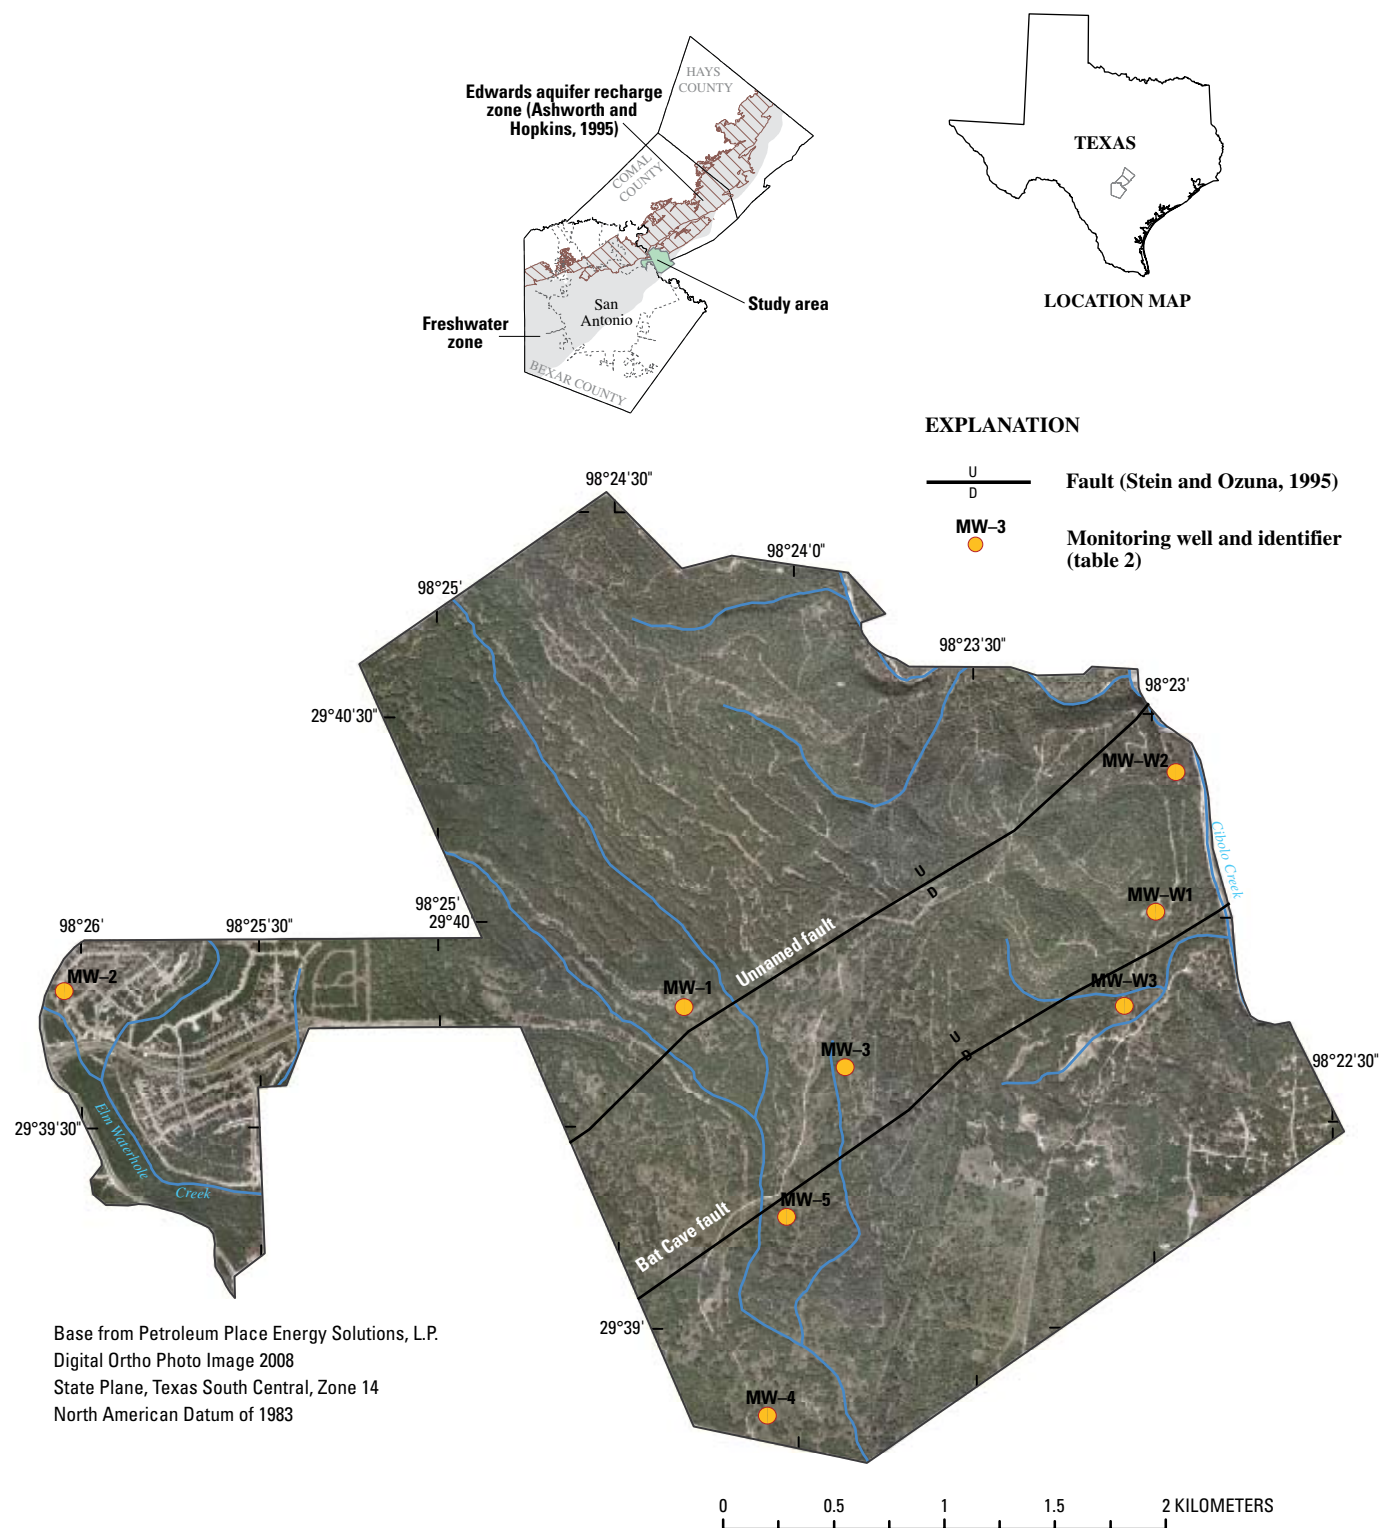 HAYS
COUNTY
Edwards aquifer recharge
zone (Ashworth and
Hopkins, 1995)
COMAL
COUNTY
TEXAS
San
Antonio
Study area
Freshwater
zone
BEXAR COUNTY
LOCATION MAP
EXPLANATION
U
D
Fault (Stein and Ozuna, 1995)
MW–3
Monitoring well and identifier
(table 2)
98°24'30"
98°24'0"
98°25'
98°23'30"
98°23'
29°40'30"
MW–W2
Cibolo Creek
U
D
MW–W1
98°25'
29°40'
98°26'
98°25'30"
Unnamed fault
MW–2
MW–1
MW–W3
U
D
MW–3
98°22'30"
29°39'30"
Elm Waterhole
Creek
MW–5
Bat Cave fault
29°39'
MW–4
Base from Petroleum Place Energy Solutions, L.P.
Digital Ortho Photo Image 2008
State Plane, Texas South Central, Zone 14
North American Datum of 1983
0 0.5 1 1.5 2 KILOMETERS